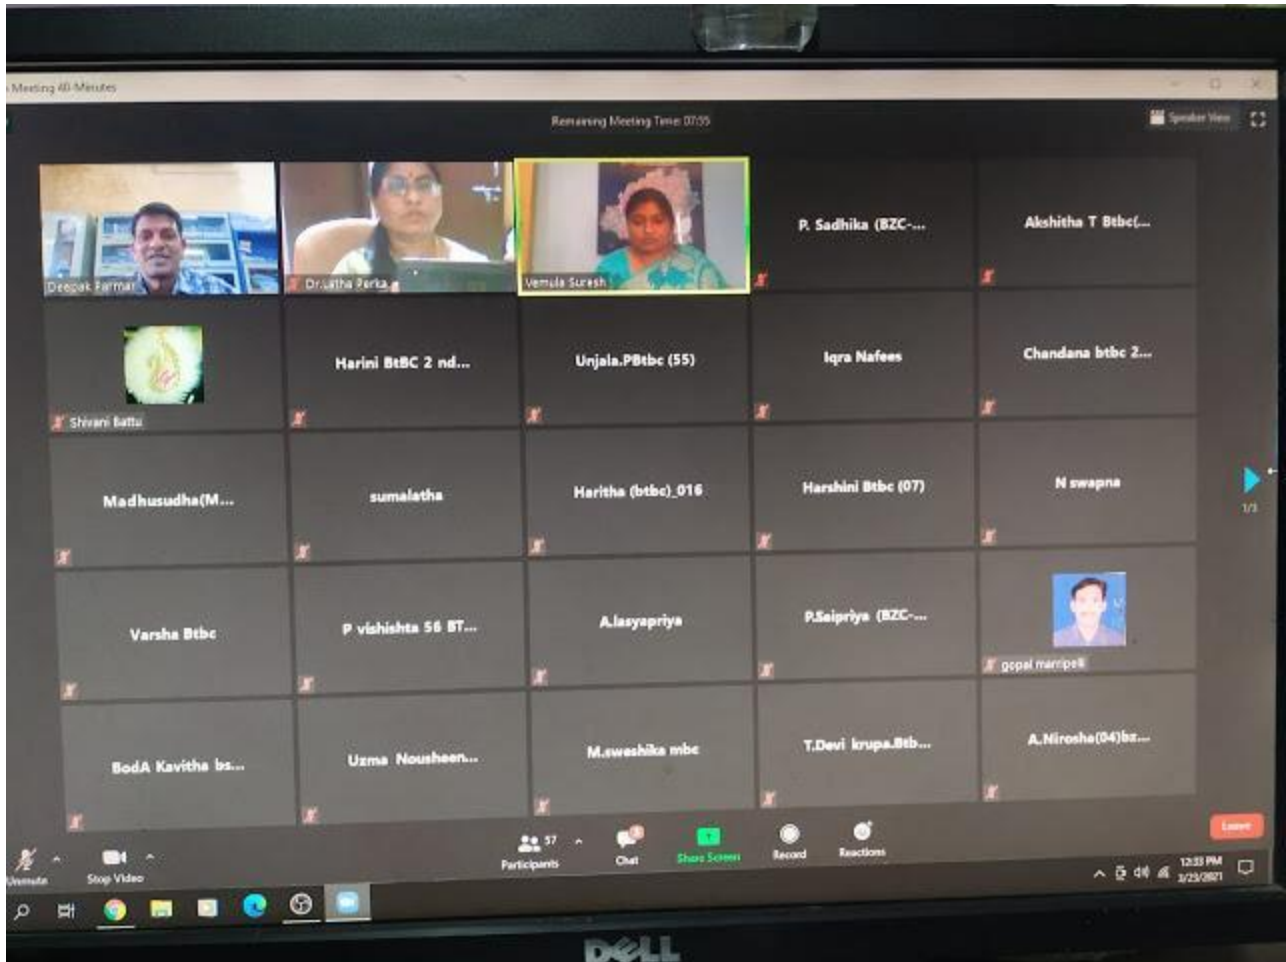 Meeting 40-Minutes
Remaining Meeting Time: 07:55
Speaker View
Deepak Parmar
Dr.Latha Perka
Vemula Suresh
P. Sadhika (BZC-...
Akshitha T Btbc(...
Shivani Battu
Harini BtBC 2 nd...
Unjala.PBtbc (55)
Iqra Nafees
Chandana btbc 2...
Madhusudha(M...
sumalatha
Haritha (btbc)_016
Harshini Btbc (07)
N swapna
1/3
Varsha Btbc
P vishishta 56 BT...
A.lasyapriya
P.Saipriya (BZC-...
gopal marripelli
BodA Kavitha bs...
Uzma Nousheen...
M.sweshika mbc
T.Devi krupa.Btb...
A.Nirosha(04)bz...
Unmute
Stop Video
57
Participants
Chat
Share Screen
Record
Reactions
Leave
12:33 PM
3/23/2021
DELL